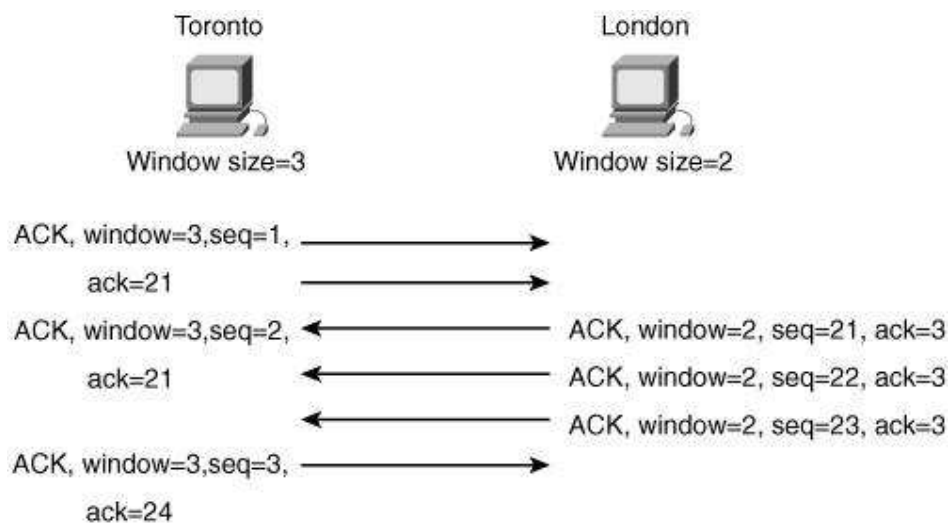 Toronto
London
Window size=3
Window size=2
ACK, window=3,seq=1,
ack=21
ACK, window=3,seq=2,
ack=21
ACK, window=2, seq=21, ack=3
ACK, window=2, seq=22, ack=3
ACK, window=2, seq=23, ack=3
ACK, window=3,seq=3,
ack=24